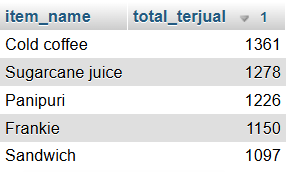 item_name total_terjual 1
Cold coffee 1361
Sugarcane juice 1278
Panipuri 1226
Frankie 1150
Sandwich 1097